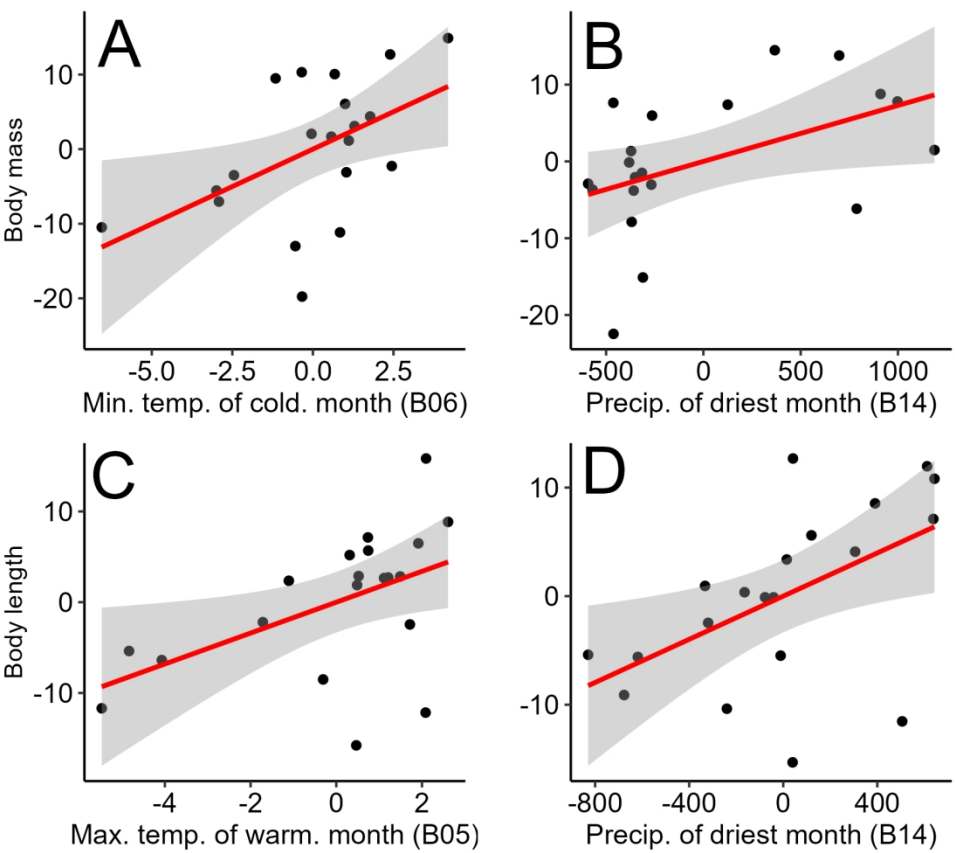 A
Body mass
10
0
-10
-20
-5.0 -2.5 0.0 2.5
Min. temp. of cold. month (B06)
B
10
0
-10
-20
-500 0 500 1000
Precip. of driest month (B14)
C
Body length
10
0
-10
-4 -2 0 2
Max. temp. of warm. month (B05)
D
10
0
-10
-800 -400 0 400
Precip. of driest month (B14)